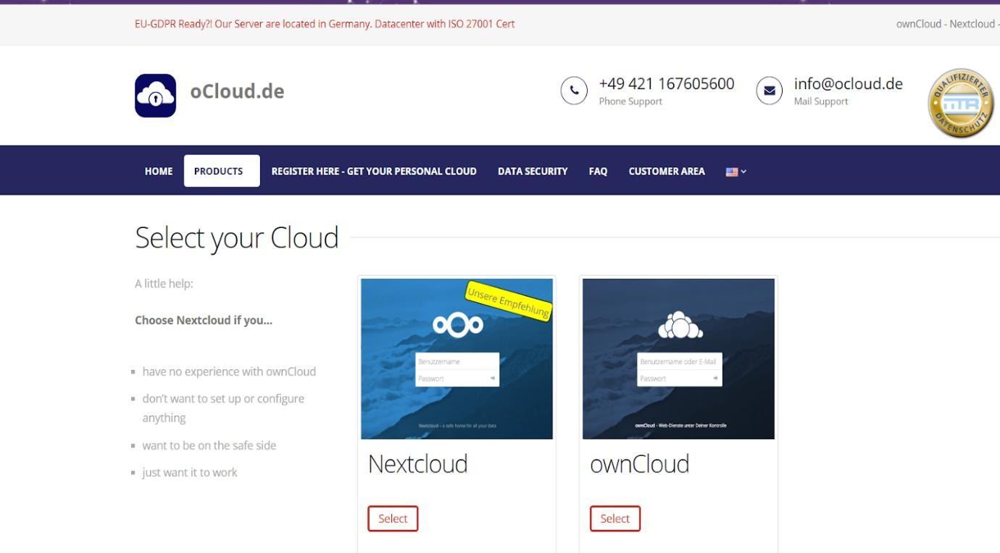 EU-GDPR Ready?! Our Server are located in Germany. Datacenter with ISO 27001 Cert
ownCloud - Nextcloud -
oCloud.de
+49 421 167605600
Phone Support
info@ocloud.de
Mail Support
QUALIFIZIERTER
MTR
DATENSCHUTZ
HOME
PRODUCTS
REGISTER HERE - GET YOUR PERSONAL CLOUD
DATA SECURITY
FAQ
CUSTOMER AREA
Select your Cloud
A little help:
Choose Nextcloud if you...
have no experience with ownCloud
don't want to set up or configure
anything
want to be on the safe side
just want it to work
Unsere Empfehlung
Benutzername
Passwort
Nextcloud – a safe home for all your data
Nextcloud
Select
Benutzername oder E-Mail
Passwort
ownCloud – Web-Dienste unter Deiner Kontrolle
ownCloud
Select